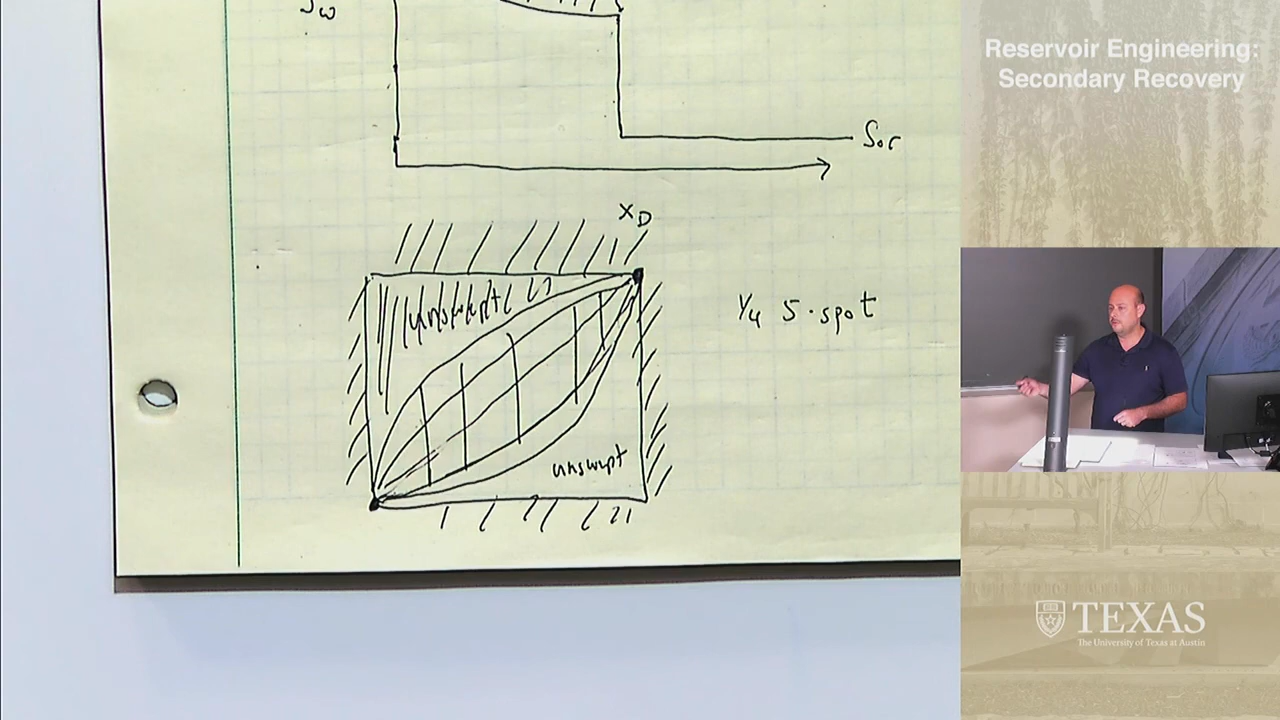 Reservoir Engineering:
Secondary Recovery
Sw
Sor
xD
unswept
1/4 5-spot
unswept
TEXAS
The University of Texas at Austin